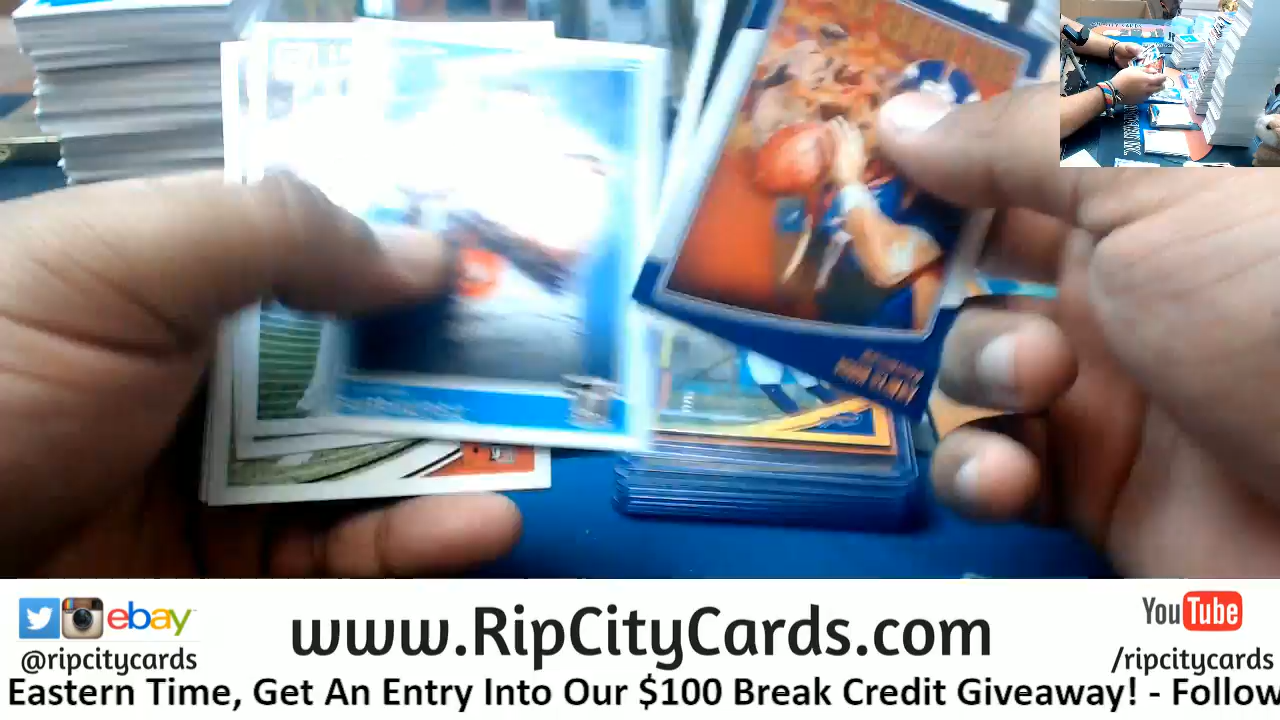 ebay
www.RipCityCards.com
YouTube
@ripcitycards
/ripcitycards
Eastern Time, Get An Entry Into Our $100 Break Credit Giveaway! - Follow